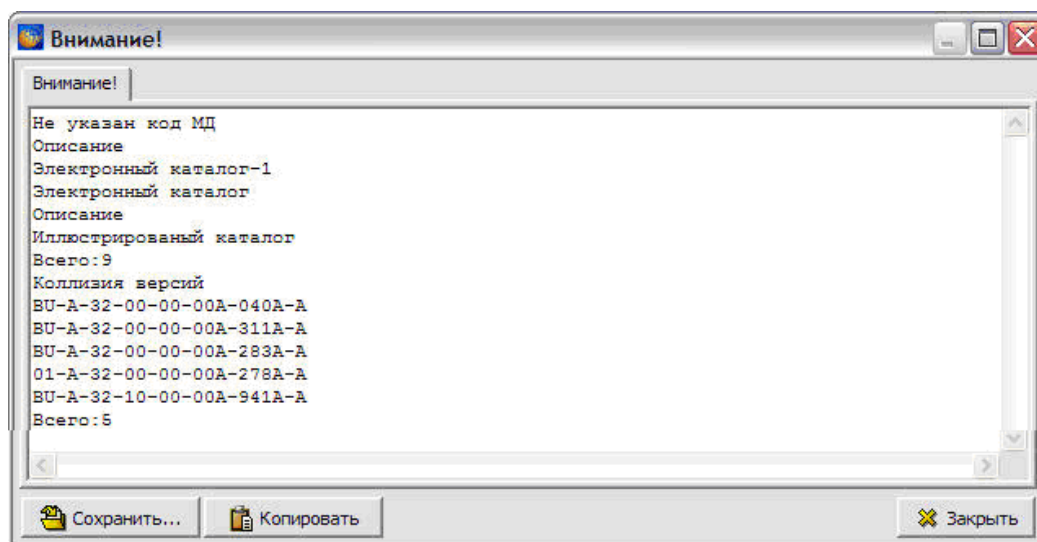 Внимание!
Внимание!
Не указан код МД
Описание
Электронный каталог-1
Электронный каталог
Описание
Иллюстрированый каталог
Всего:9
Коллизия версий
BU-A-32-00-00-00A-040A-A
BU-A-32-00-00-00A-311A-A
BU-A-32-00-00-00A-283A-A
01-A-32-00-00-00A-278A-A
BU-A-32-10-00-00A-941A-A
Всего:5
Сохранить... Копировать Закрыть